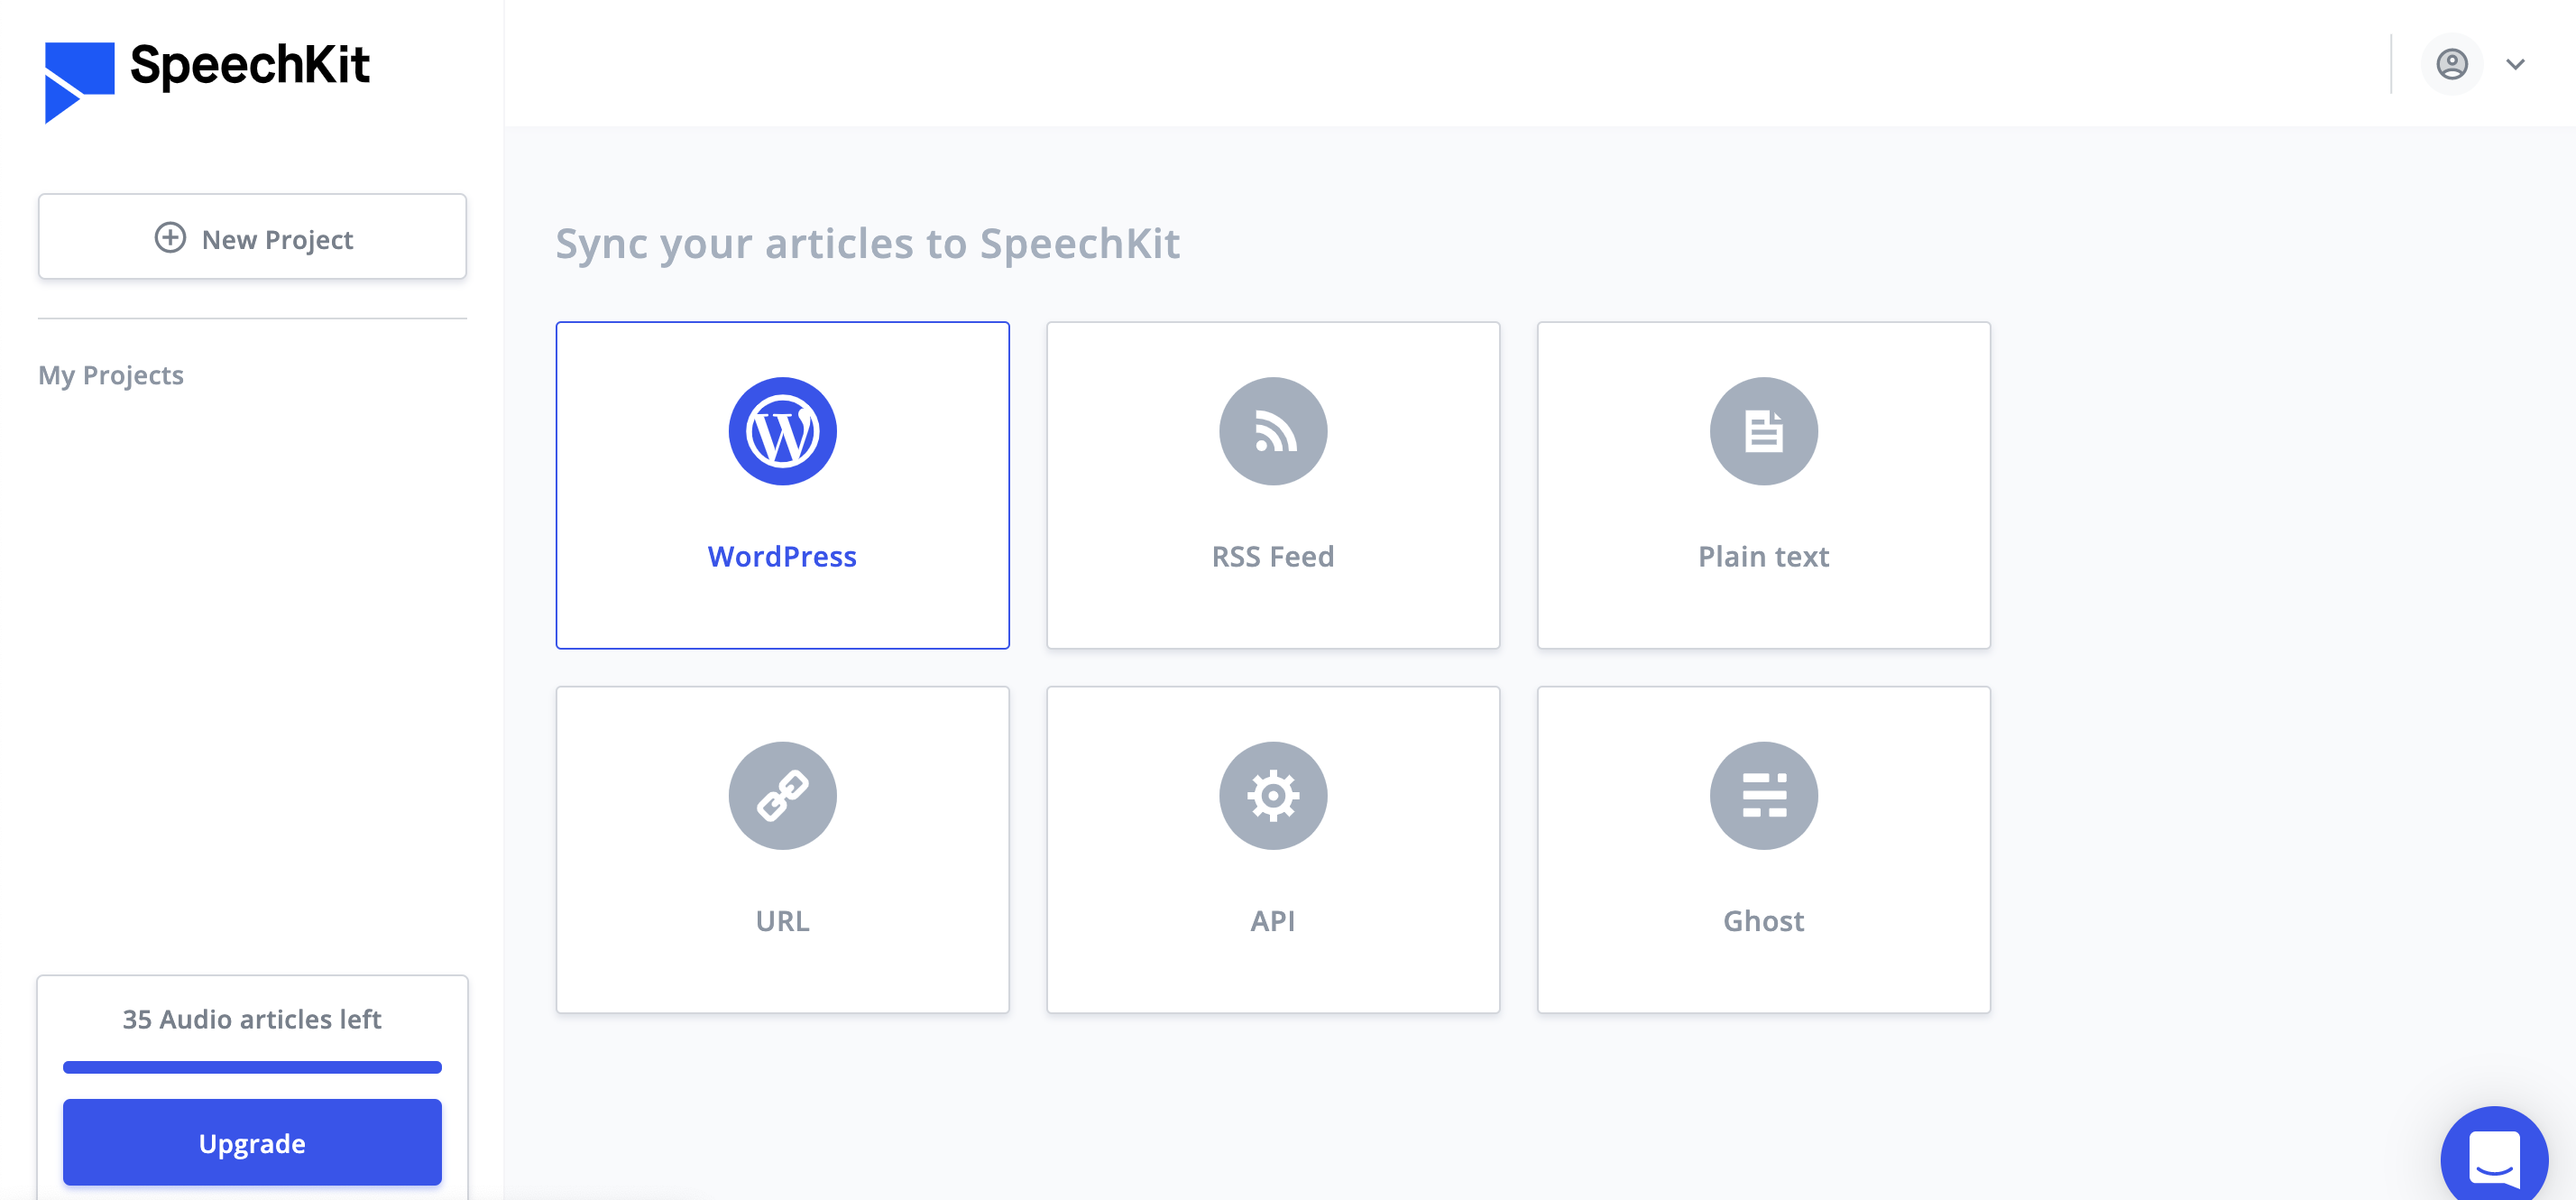 SpeechKit
New Project
My Projects
35 Audio articles left
Upgrade
Sync your articles to SpeechKit
WordPress
RSS Feed
Plain text
URL
API
Ghost